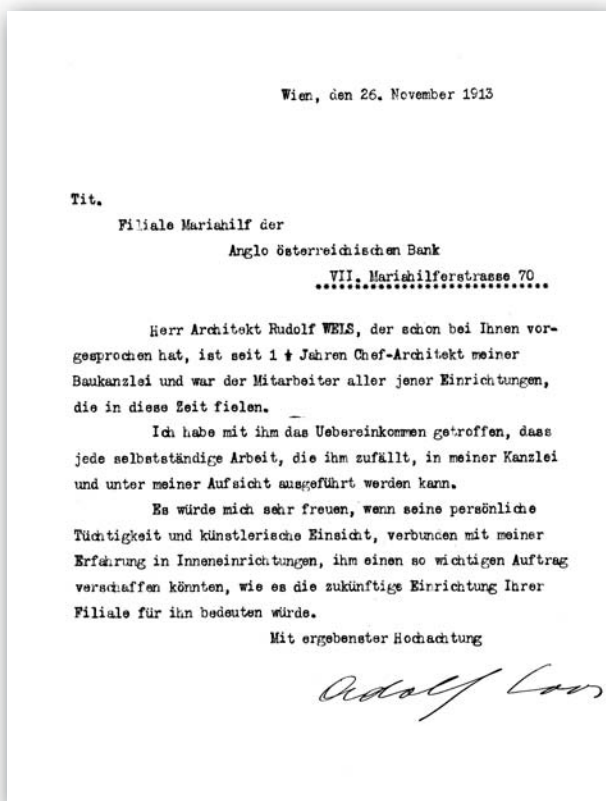 Wien, den 26. November 1913
Tit.
Filiale Mariahilf der
Anglo österreichischen Bank
VII. Mariahilferstrasse 70
Herr Architekt Rudolf WELS, der schon bei Ihnen vor-
gesprochen hat, ist seit 1 Jahren Chef-Architekt meiner
Baukanzlei und war der Mitarbeiter aller jener Einrichtungen,
die in diese Zeit fielen.
Ich habe mit ihm das Uebereinkommen getroffen, dass
jede selbstständige Arbeit, die ihm zufällt, in meiner Kanzlei
und unter meiner Aufsicht ausgeführt werden kann.
Es würde mich sehr freuen, wenn seine persönliche
Tüchtigkeit und künstlerische Einsicht, verbunden mit meiner
Erfahrung in Inneneinrichtungen, ihm einen so wichtigen Auftrag
verschaffen könnten, wie es die zukünftige Einrichtung Ihrer
Filiale für ihn bedeuten würde.
Mit ergebenster Hochachtung
Adolf Loos